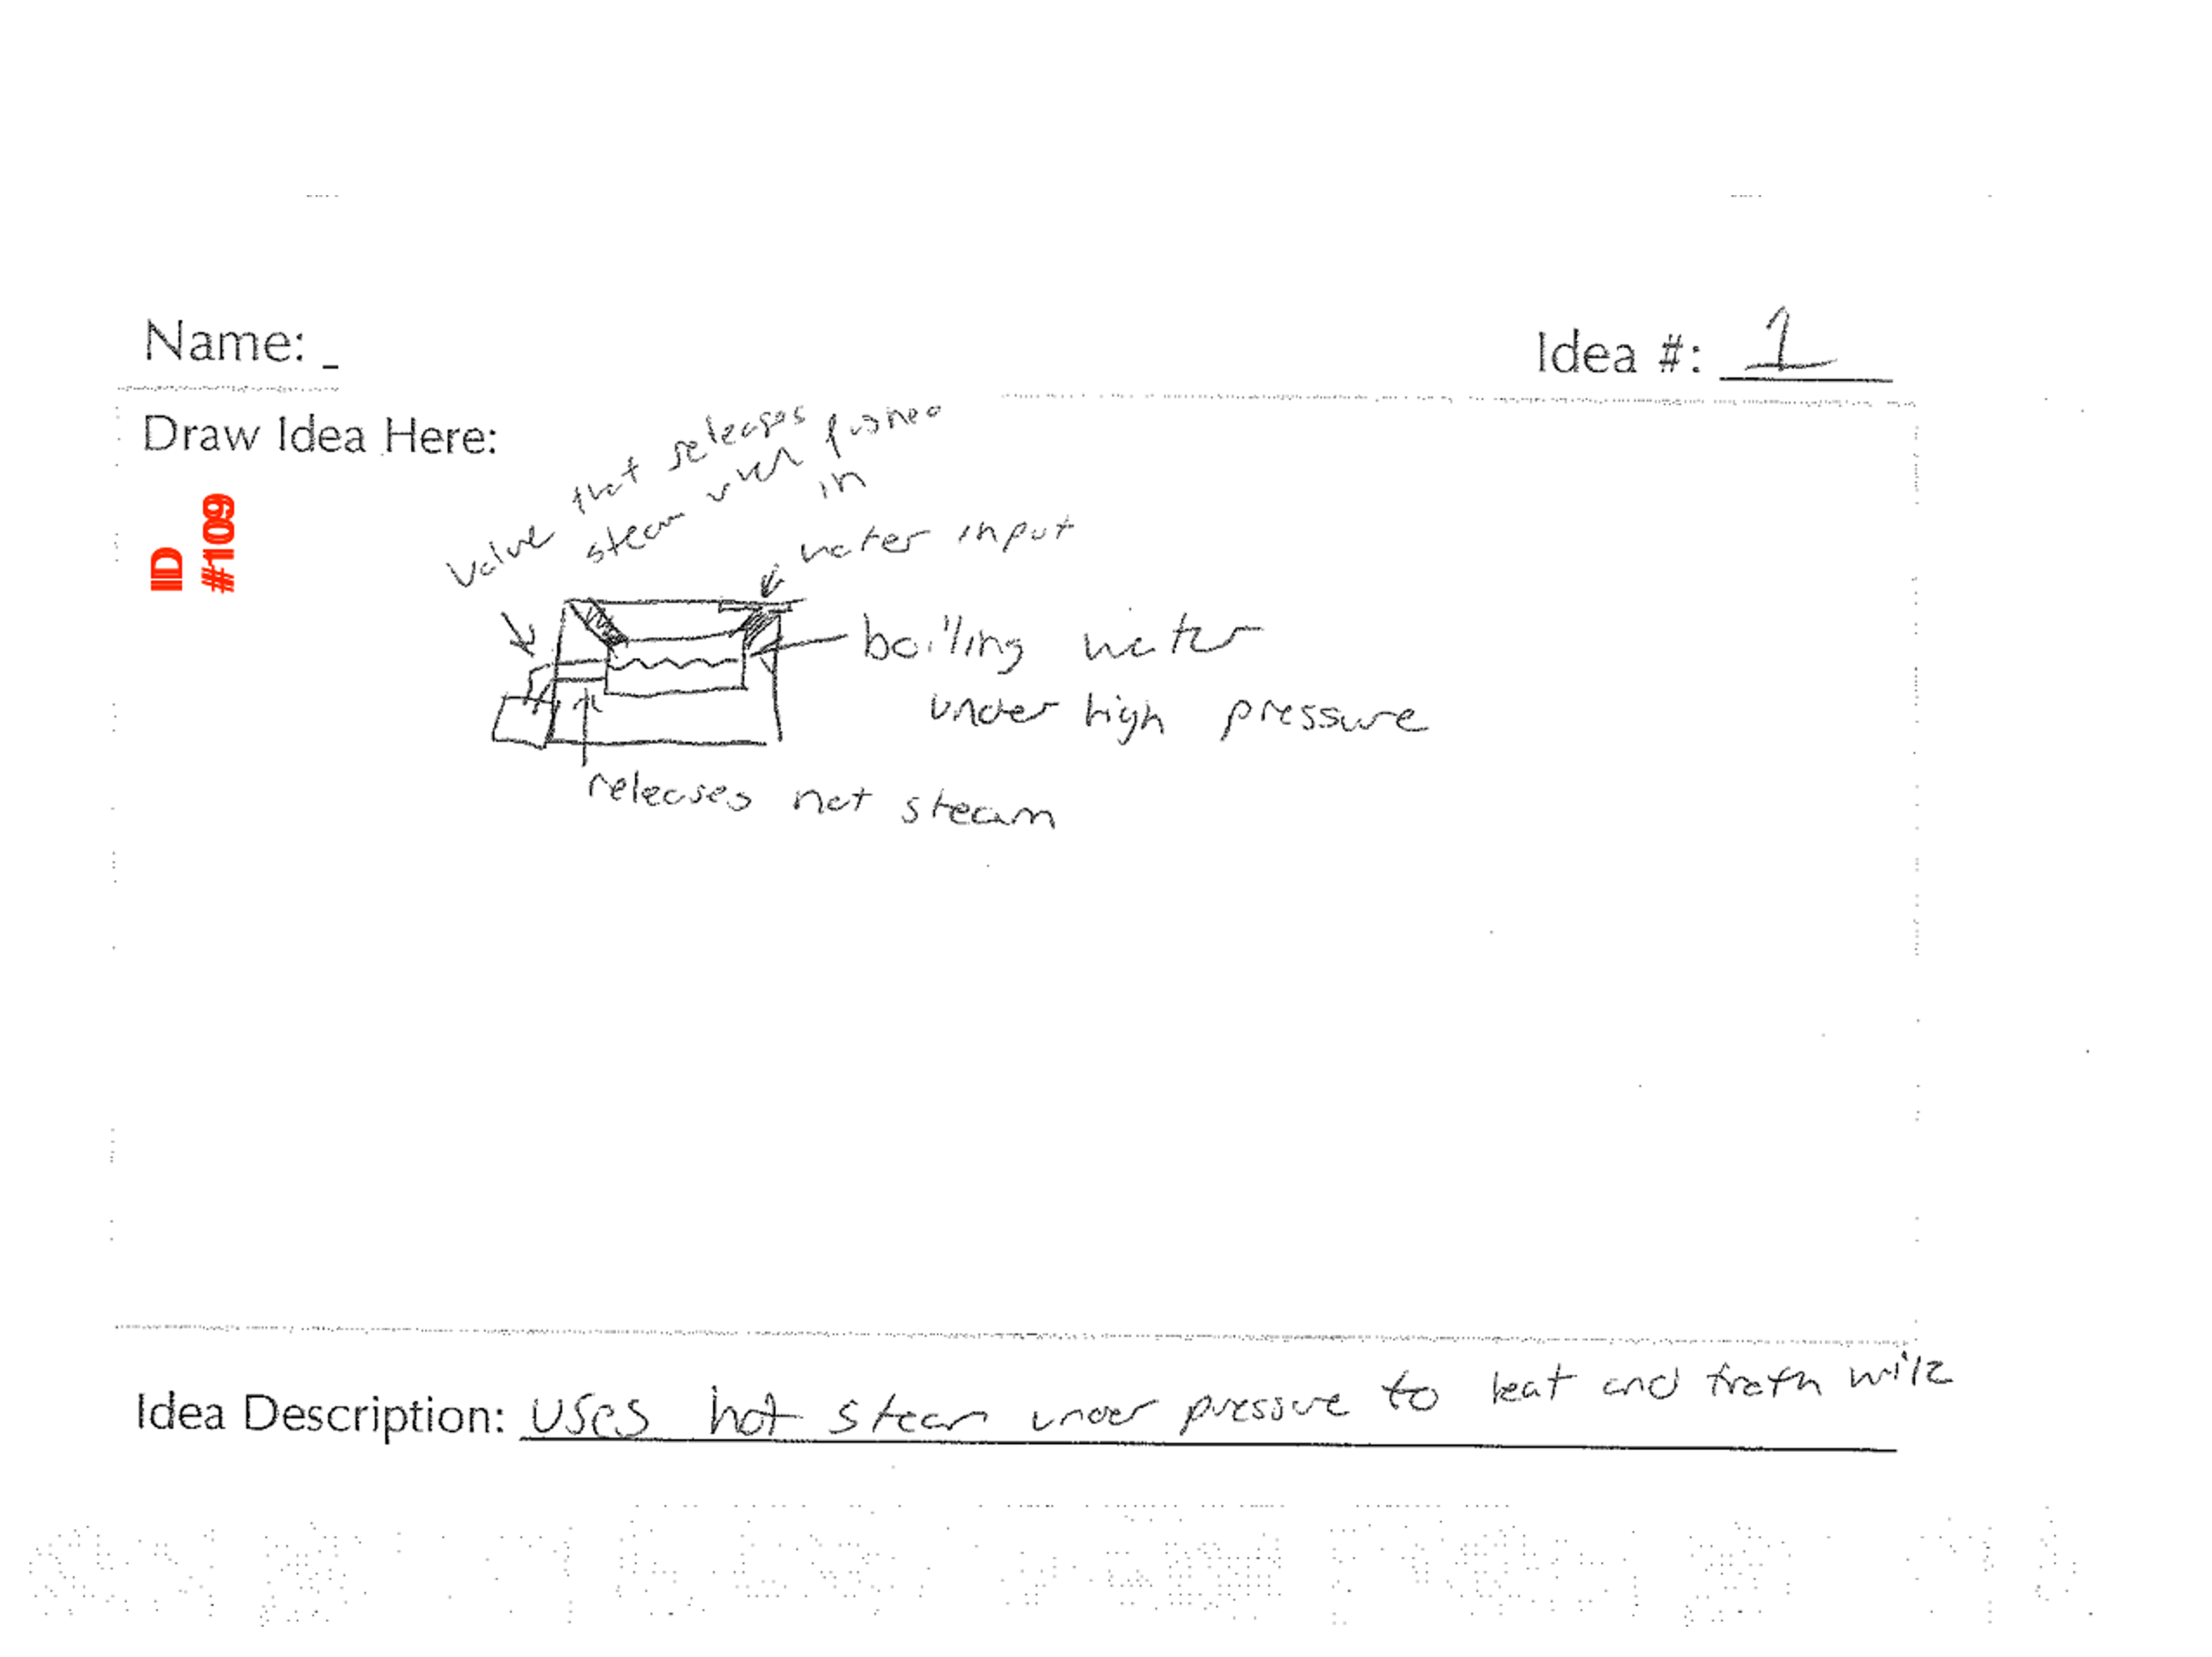 Name: _
Idea #: 1
Draw Idea Here:
ID
#109
Valve that releases
steam when pushed
in
water input
boiling water
under high pressure
releases hot steam
Idea Description: uses hot steam under pressure to heat and froth milk